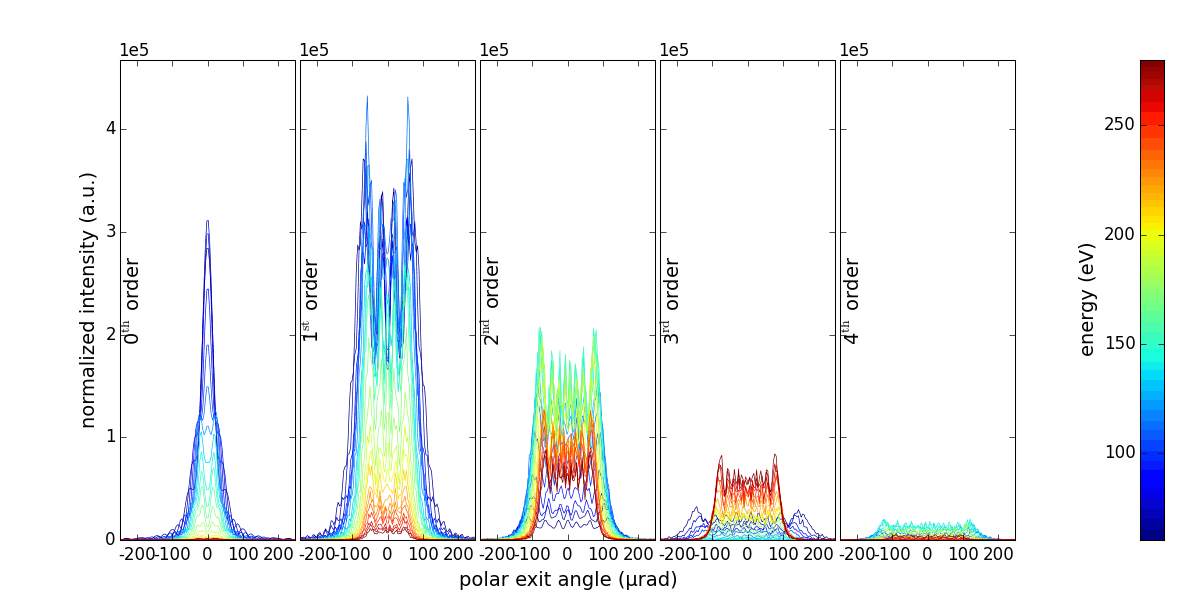 1e5 1e5 1e5 1e5 1e5
normalized intensity (a.u.)
4
3
2
1
0
0th order
1st order
2nd order
3rd order
4th order
-200 -100 0 100 200 -200 -100 0 100 200 -200 -100 0 100 200 -200 -100 0 100 200 -200 -100 0 100 200
polar exit angle (μrad)
energy (eV)
250
200
150
100